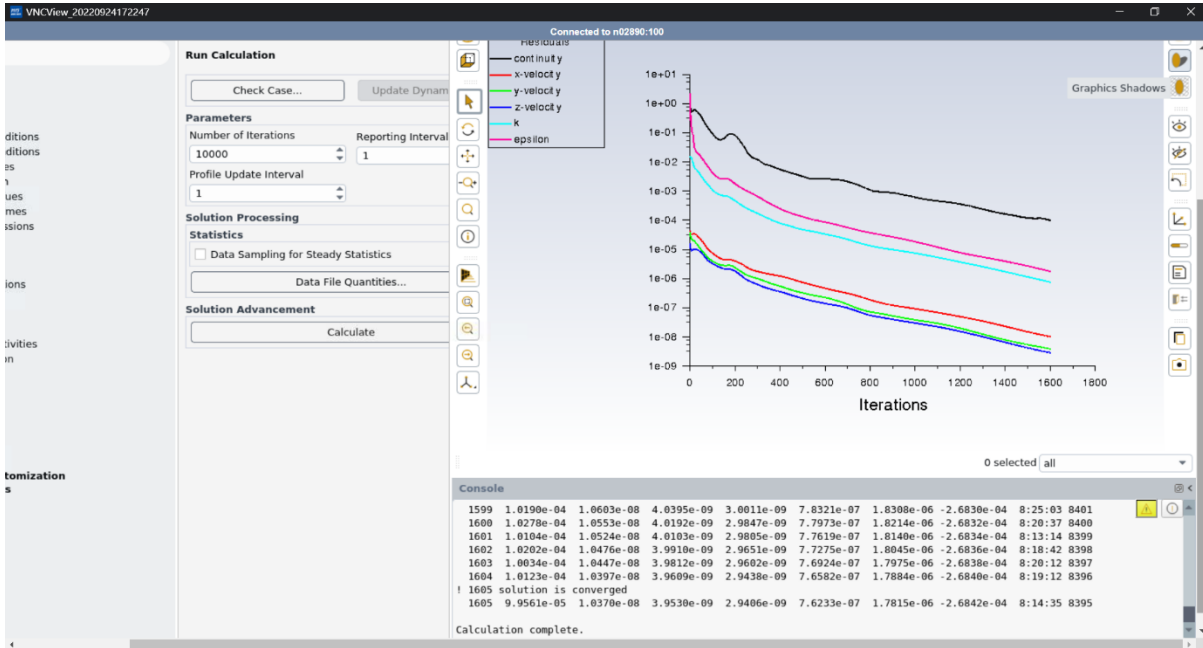 VNCView_20220924172247
Connected to n02890:100
ditions
ditions
es
n
ues
mes
ssions
ions
tivities
on
tomization
s
Run Calculation
Check Case...
Update Dynam
Parameters
Number of Iterations
Reporting Interval
10000
1
Profile Update Interval
1
Solution Processing
Statistics
Data Sampling for Steady Statistics
Data File Quantities...
Solution Advancement
Calculate
Residuals
continuity
x-velocity
y-velocity
z-velocity
k
epsilon
1e+01
1e+00
1e-01
1e-02
1e-03
1e-04
1e-05
1e-06
1e-07
1e-08
1e-09
0 200 400 600 800 1000 1200 1400 1600 1800
Iterations
Graphics Shadows
0 selected all
Console
1599 1.0190e-04 1.0603e-08 4.0395e-09 3.0011e-09 7.8321e-07 1.8308e-06 -2.6830e-04 8:25:03 8401
1600 1.0278e-04 1.0553e-08 4.0192e-09 2.9847e-09 7.7973e-07 1.8214e-06 -2.6832e-04 8:20:37 8400
1601 1.0104e-04 1.0524e-08 4.0103e-09 2.9805e-09 7.7619e-07 1.8140e-06 -2.6834e-04 8:13:14 8399
1602 1.0202e-04 1.0476e-08 3.9910e-09 2.9651e-09 7.7275e-07 1.8045e-06 -2.6836e-04 8:18:42 8398
1603 1.0034e-04 1.0447e-08 3.9812e-09 2.9602e-09 7.6924e-07 1.7975e-06 -2.6838e-04 8:20:12 8397
1604 1.0123e-04 1.0397e-08 3.9609e-09 2.9438e-09 7.6582e-07 1.7884e-06 -2.6840e-04 8:19:12 8396
! 1605 solution is converged
1605 9.9561e-05 1.0370e-08 3.9530e-09 2.9406e-09 7.6233e-07 1.7815e-06 -2.6842e-04 8:14:35 8395
Calculation complete.